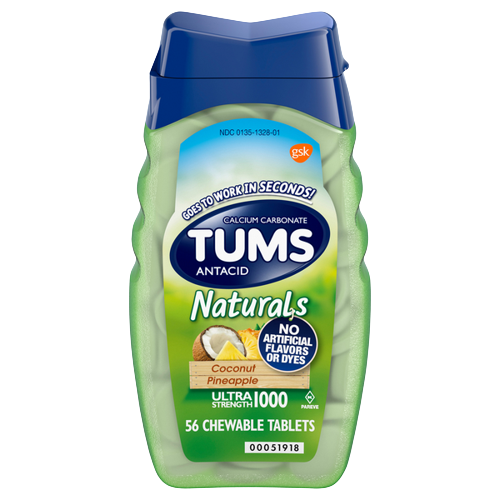 NDC 0135-1328-01
gsk
GOES TO WORK IN SECONDS!
CALCIUM CARBONATE
TUMS
ANTACID
Naturals
NO
ARTIFICIAL
FLAVORS
OR DYES
Coconut
Pineapple
ULTRA
STRENGTH 1000
PAREVE
56 CHEWABLE TABLETS
00051918